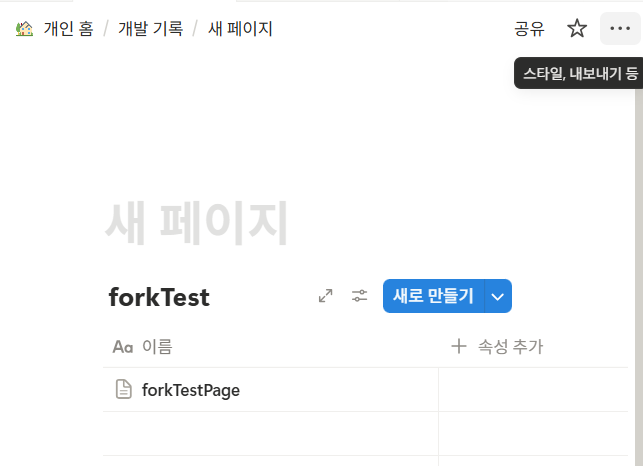 개인 홈 / 개발 기록 / 새 페이지 공유
스타일, 내보내기 등
새 페이지
forkTest 새로 만들기
Aa 이름 + 속성 추가
forkTestPage